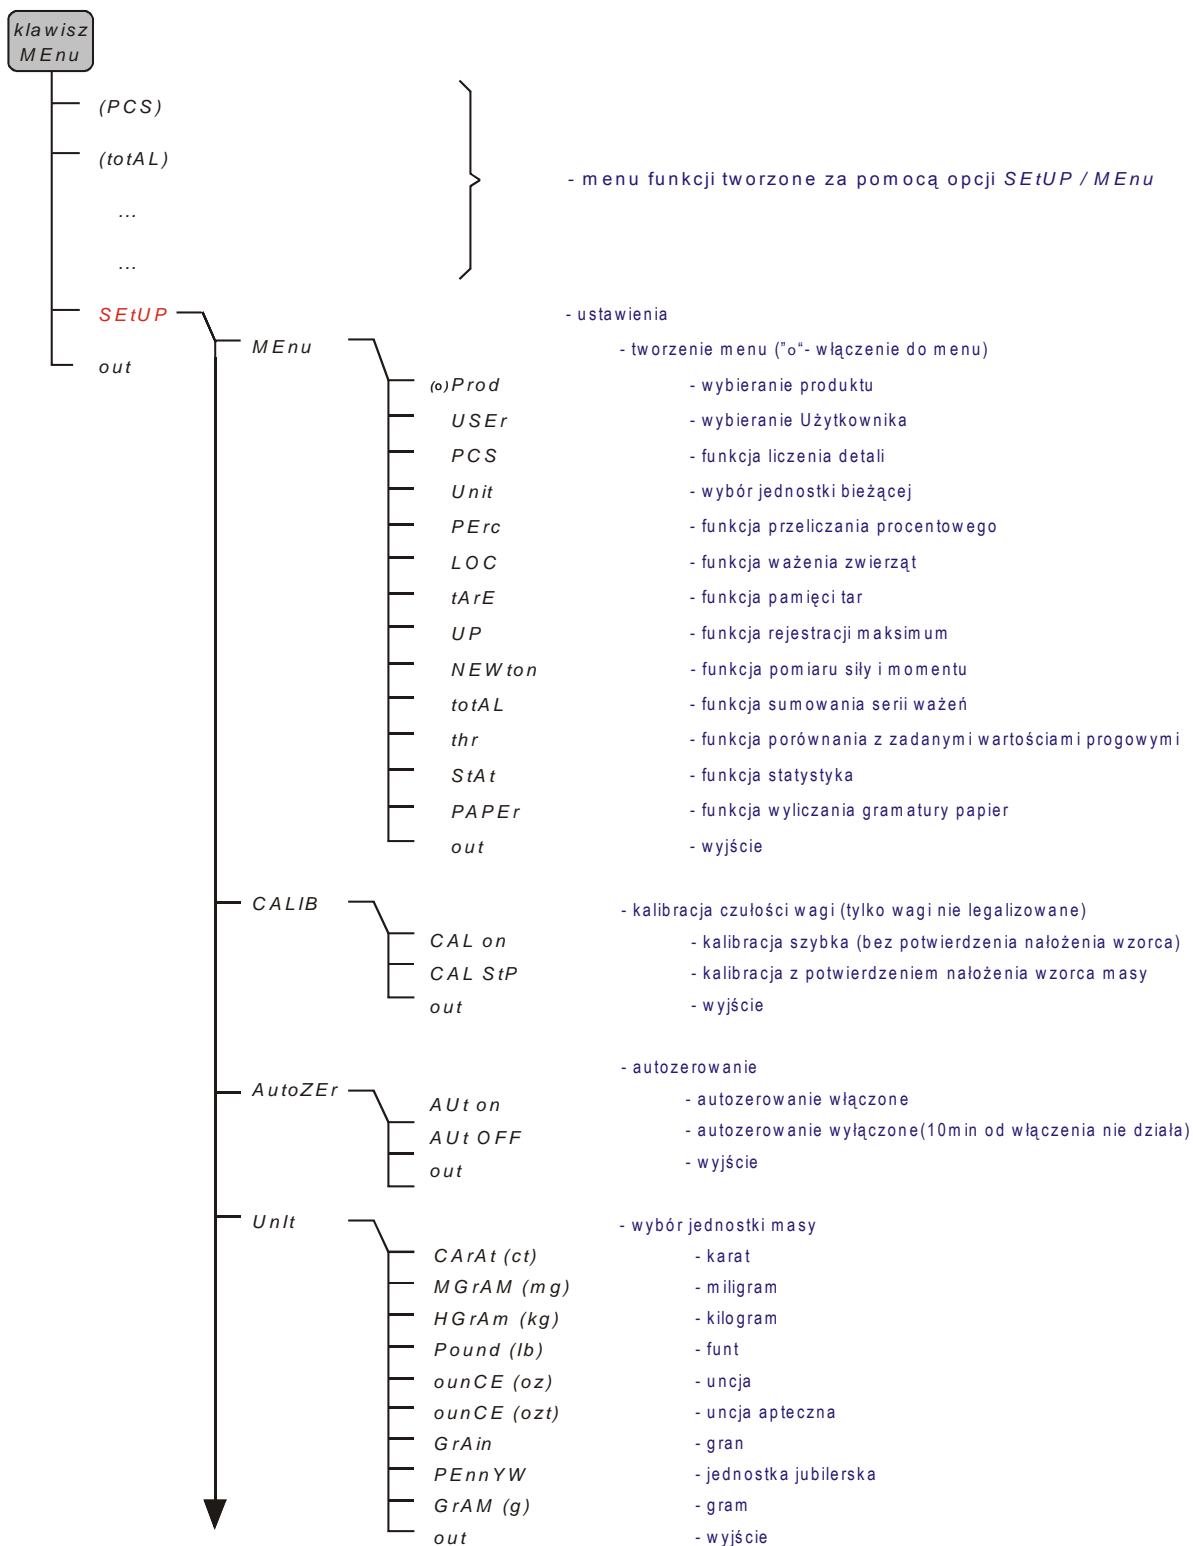 klawisz
MEnu
(PCS)
(totAL)
- menu funkcji tworzone za pomocą opcji SEtUP / MEnu
...
...
SEtUP - ustawienia
MEnu - tworzenie menu ("o"- włączenie do menu)
out
(o)Prod - wybieranie produktu
USEr - wybieranie Użytkownika
PCS - funkcja liczenia detali
Unit - wybór jednostki bieżącej
PErc - funkcja przeliczania procentowego
LOC - funkcja ważenia zwierząt
tArE - funkcja pamięci tar
UP - funkcja rejestracji maksimum
NEWton - funkcja pomiaru siły i momentu
totAL - funkcja sumowania serii ważeń
thr - funkcja porównania z zadanymi wartościami progowymi
StAt - funkcja statystyka
PAPEr - funkcja wyliczania gramatury papier
out - wyjście
CALIB - kalibracja czułości wagi (tylko wagi nie legalizowane)
CAL on - kalibracja szybka (bez potwierdzenia nałożenia wzorca)
CAL StP - kalibracja z potwierdzeniem nałożenia wzorca masy
out - wyjście
AutoZEr - autozerowanie
AUt on - autozerowanie włączone
AUt OFF - autozerowanie wyłączone(10min od włączenia nie działa)
out - wyjście
UnIt - wybór jednostki masy
CArAt (ct) - karat
MGrAM (mg) - miligram
HGrAm (kg) - kilogram
Pound (lb) - funt
ounCE (oz) - uncja
ounCE (ozt) - uncja apteczna
GrAin - gran
PEnnYW - jednostka jubilerska
GrAM (g) - gram
out - wyjście